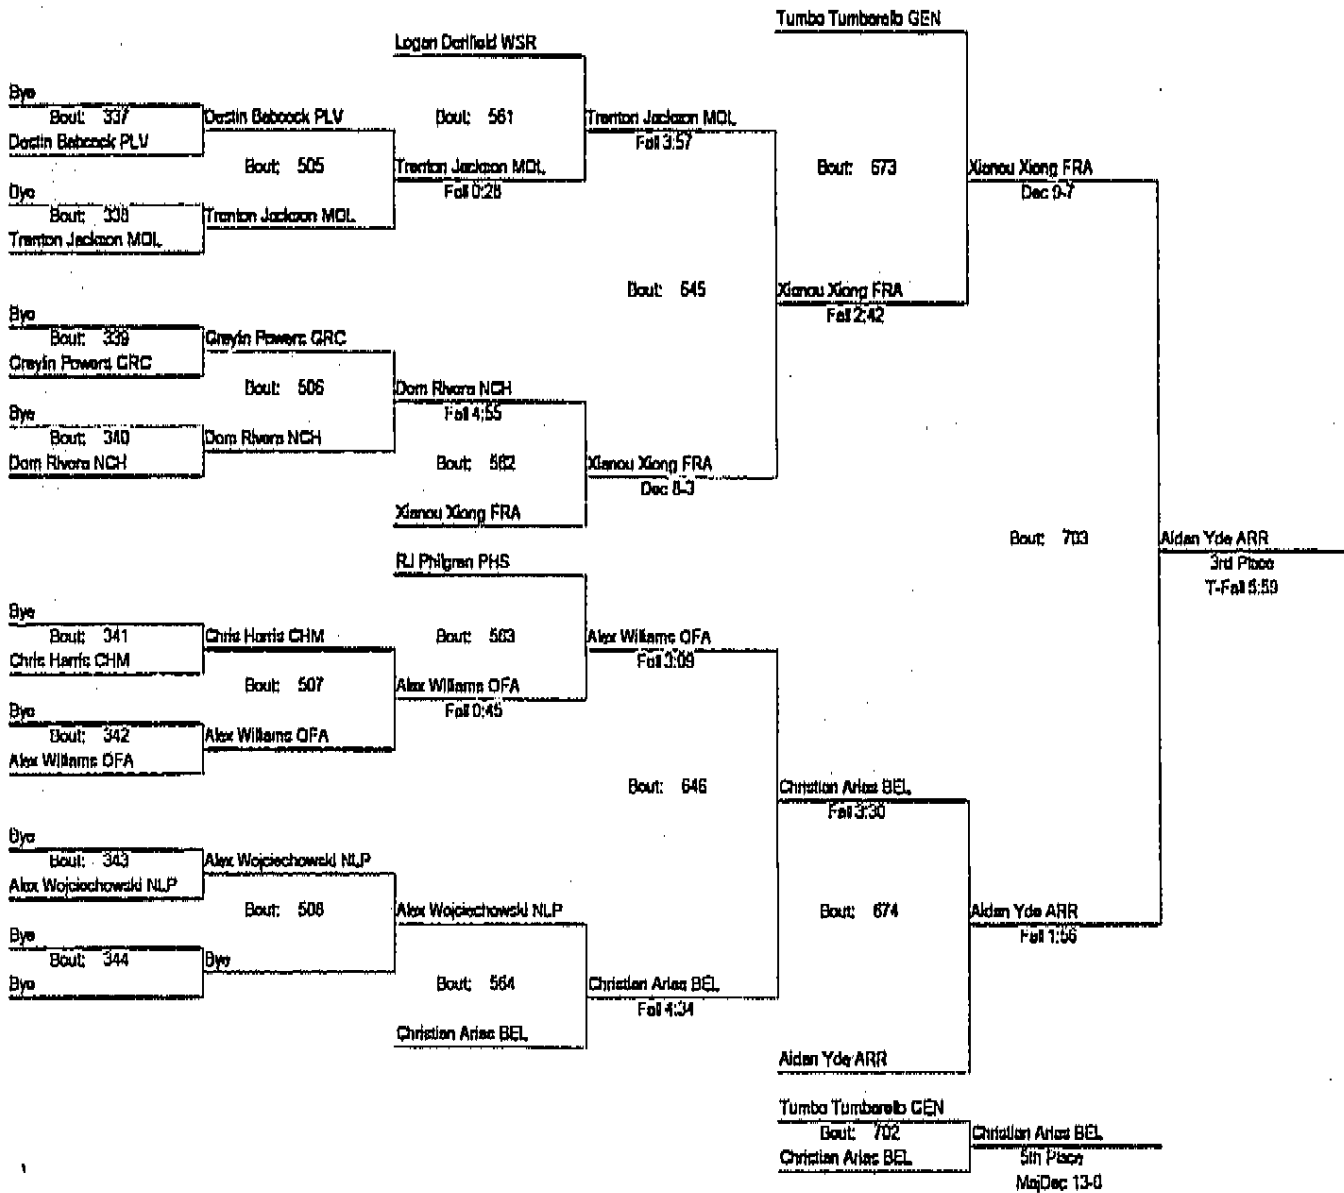 Tumbo Tumbarello GEN
Logan WSR
Bye
Bout: 337
Dastin Babcock PLV
Bout: 561
Trenton Jackson MOL
Dastin Babcock PLV
Fall 3:57
Bout: 505
Trenton Jackson MOL
Bout: 673
Xianou Xiong FRA
Fall 0:28
Dec 9-7
Bye
Bout: 338
Trenton Jackson MOL
Trenton Jackson MOL
Bout: 645
Xianou Xiong FRA
Fall 2:42
Bye
Bout: 339
Graylin Powers GRC
Graylin Powers GRC
Bout: 506
Dom Rivera NCH
Fall 4:55
Bye
Bout: 340
Dom Rivera NCH
Dom Rivera NCH
Bout: 562
Xianou Xiong FRA
Dec 8-3
Xianou Xiong FRA
Bout: 703
Aidan Yde ARR
3rd Place
T-Fall 5:59
RJ Philgren PHS
Bye
Bout: 341
Chris Harris CHM
Bout: 563
Alex Williams OFA
Chris Harris CHM
Fall 3:09
Bout: 507
Alex Williams OFA
Fall 0:45
Bye
Bout: 342
Alex Williams OFA
Alex Williams OFA
Bout: 646
Christian Arias BEL
Fall 3:30
Bye
Bout: 343
Alex Wojciechowski NLP
Alex Wojciechowski NLP
Bout: 508
Alex Wojciechowski NLP
Bout: 674
Aidan Yde ARR
Fall 1:56
Bye
Bout: 344
Bye
Bye
Bout: 564
Christian Arias BEL
Fall 4:34
Christian Arias BEL
Aidan Yde ARR
Tumbo Tumbarello GEN
Bout: 702
Christian Arias BEL
Christian Arias BEL
5th Place
MajDec 13-0